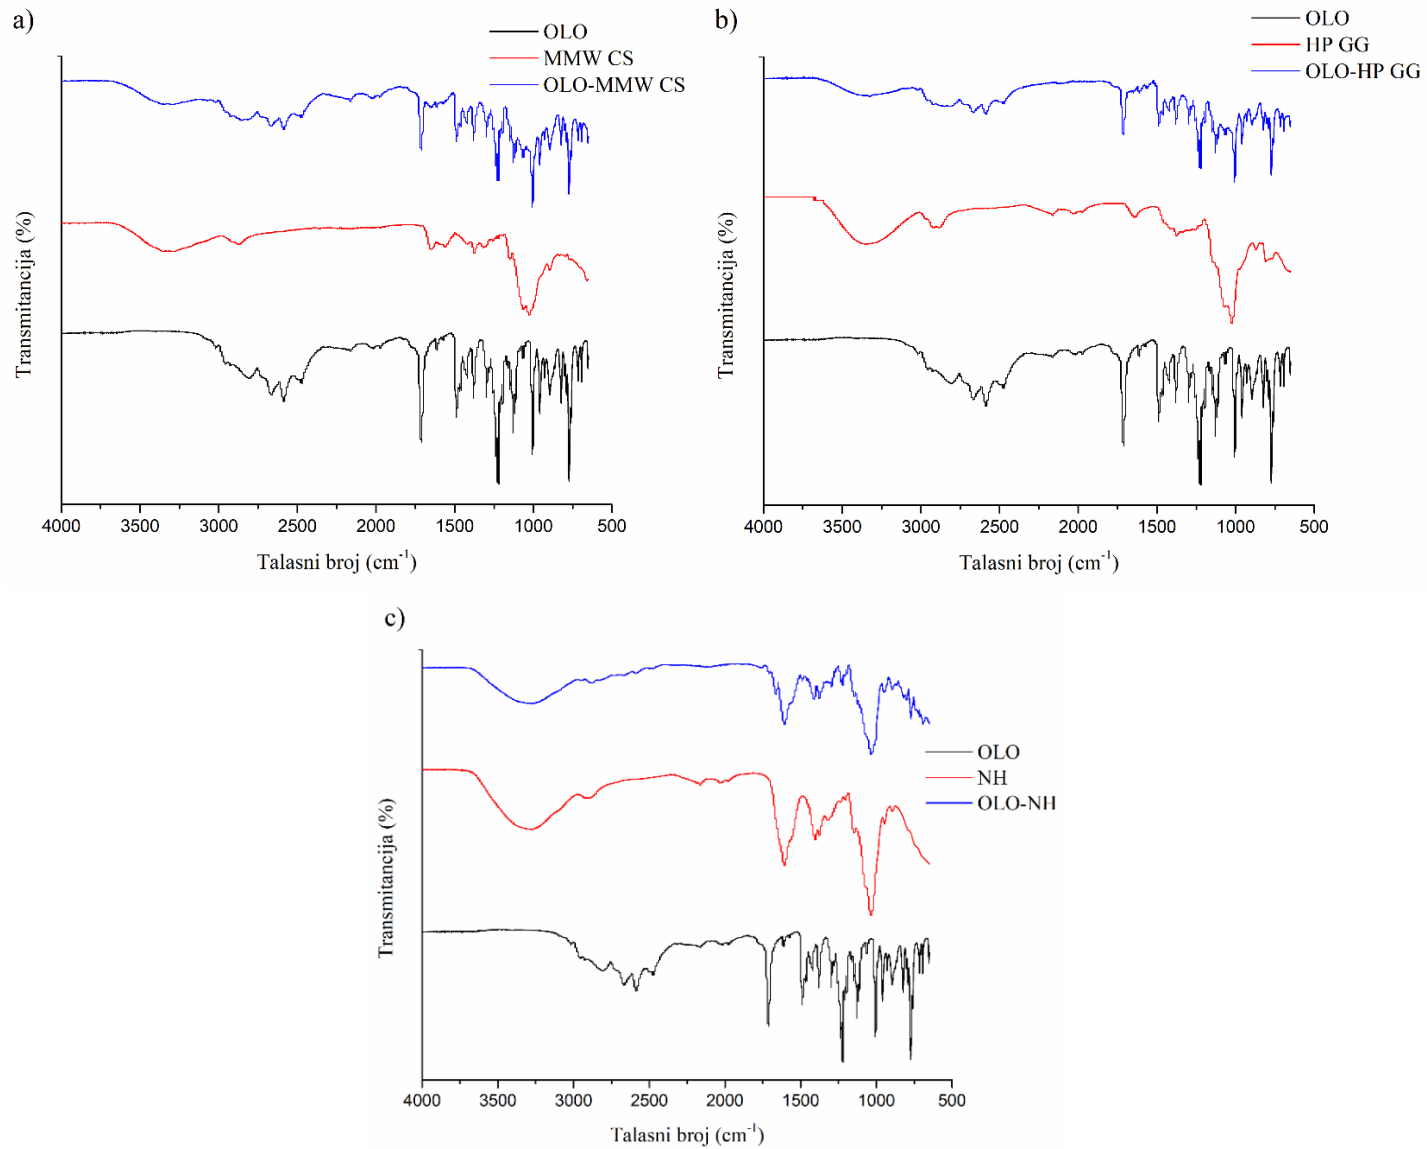 a)
OLO
MMW CS
OLO-MMW CS
Transmitancija (%)
4000 3500 3000 2500 2000 1500 1000 500
Talasni broj (cm⁻¹)
b)
OLO
HP GG
OLO-HP GG
Transmitancija (%)
4000 3500 3000 2500 2000 1500 1000 500
Talasni broj (cm⁻¹)
c)
OLO
NH
OLO-NH
Transmitancija (%)
4000 3500 3000 2500 2000 1500 1000 500
Talasni broj (cm⁻¹)